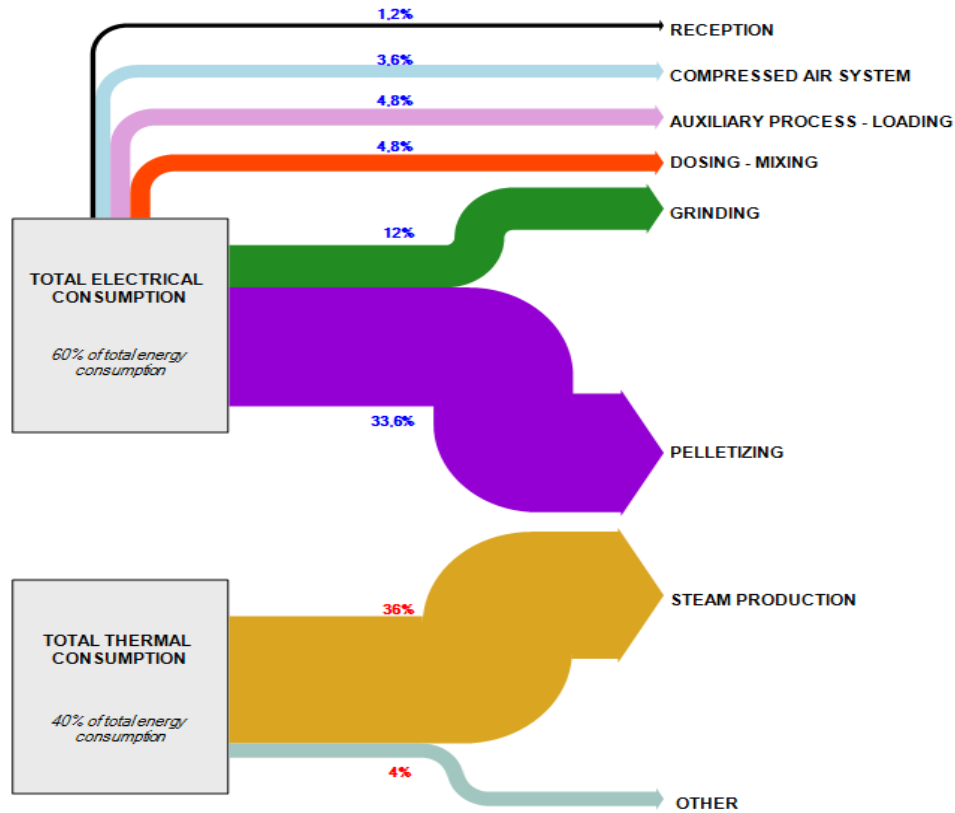 1,2%
RECEPTION
3,6%
COMPRESSED AIR SYSTEM
4,8%
AUXILIARY PROCESS - LOADING
4,8%
DOSING - MIXING
12%
GRINDING
TOTAL ELECTRICAL
CONSUMPTION
60% of total energy
consumption
33,6%
PELLETIZING
36%
STEAM PRODUCTION
TOTAL THERMAL
CONSUMPTION
40% of total energy
consumption
4%
OTHER